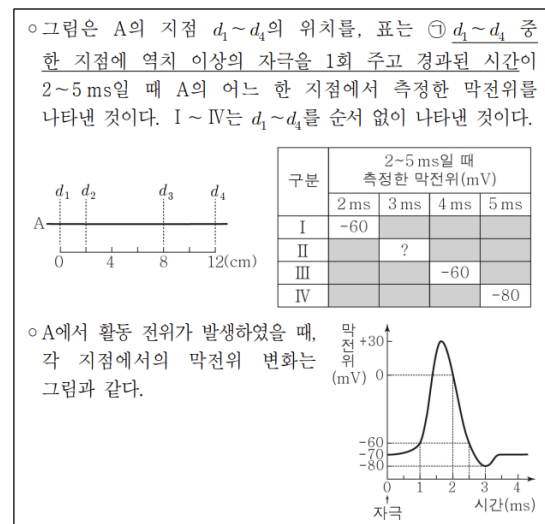 ○그림은 A의 지점 d₁~d₄의 위치를, 표는 ㉠ d₁~d₄ 중
한 지점에 역치 이상의 자극을 1회 주고 경과된 시간이
2~5 ms일 때 A의 어느 한 지점에서 측정한 막전위를
나타낸 것이다. Ⅰ~Ⅳ는 d₁~d₄를 순서 없이 나타낸 것이다.
d₁ d₂ d₃ d₄
A
0 4 8 12(cm)
구분 2~5 ms일 때
측정한 막전위(mV)
2 ms 3 ms 4 ms 5 ms
Ⅰ -60
Ⅱ ?
Ⅲ -60
Ⅳ -80
○A에서 활동 전위가 발생하였을 때,
각 지점에서의 막전위 변화는
그림과 같다.
막전위(mV)
+30
0
-60
-70
-80
0 1 2 3 4
시간(ms)
자극